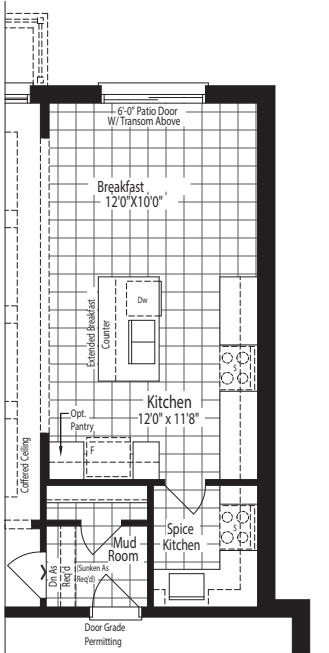 6'-0" Patio Door
W/ Transom Above
Breakfast
12'0"X10'0"
Dw
Extended Breakfast
Counter
S
Kitchen
12'0" x 11'8"
Opt.
Pantry
F
Coffered Ceiling
S
Spice
Kitchen
Mud
Room
(Sunken As
Req'd)
Dn As
Req'd
Door Grade
Permitting